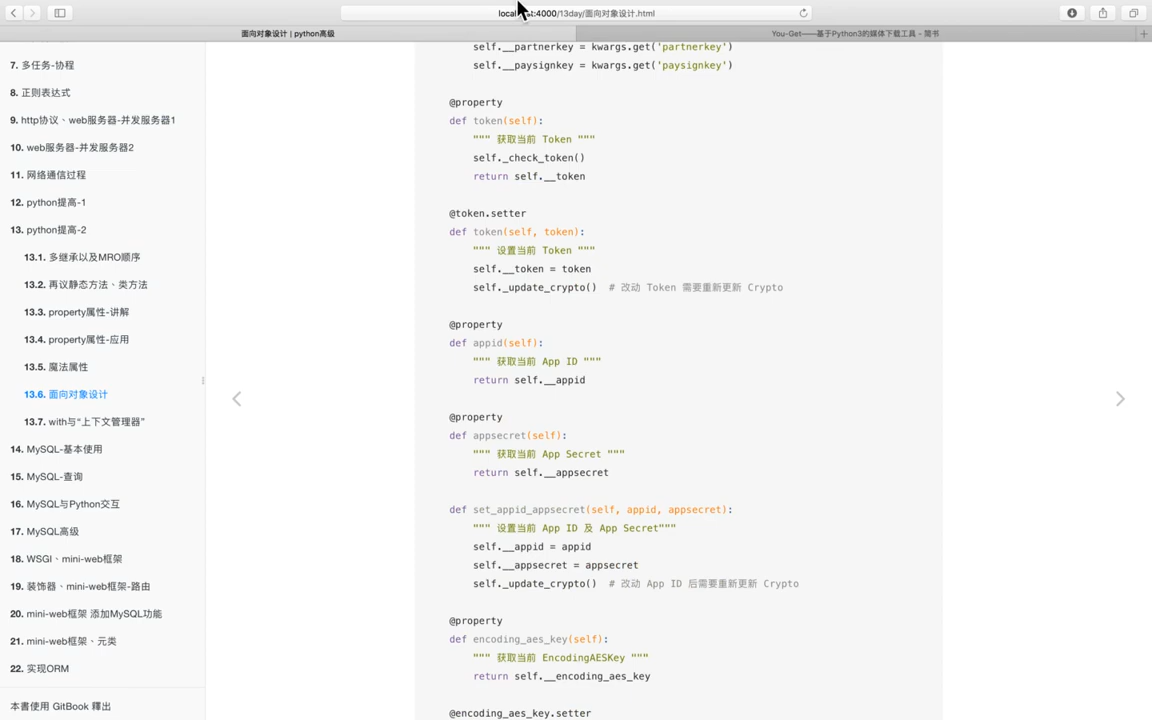 localhost:4000/13day/面向对象设计.html
面向对象设计 | python高级
You-Get——基于Python3的媒体下载工具 - 简书
7. 多任务-协程
8. 正则表达式
9. http协议、web服务器-并发服务器1
10. web服务器-并发服务器2
11. 网络通信过程
12. python提高-1
13. python提高-2
13.1. 多继承以及MRO顺序
13.2. 再议静态方法、类方法
13.3. property属性-讲解
13.4. property属性-应用
13.5. 魔法属性
13.6. 面向对象设计
13.7. with与“上下文管理器”
14. MySQL-基本使用
15. MySQL-查询
16. MySQL与Python交互
17. MySQL高级
18. WSGI、mini-web框架
19. 装饰器、mini-web框架-路由
20. mini-web框架 添加MySQL功能
21. mini-web框架、元类
22. 实现ORM
本書使用 GitBook 釋出
self.__partnerkey = kwargs.get('partnerkey')
self.__paysignkey = kwargs.get('paysignkey')
@property
def token(self):
""" 获取当前 Token """
self._check_token()
return self.__token
@token.setter
def token(self, token):
""" 设置当前 Token """
self.__token = token
self._update_crypto()  # 改动 Token 需要重新更新 Crypto
@property
def appid(self):
""" 获取当前 App ID """
return self.__appid
@property
def appsecret(self):
""" 获取当前 App Secret """
return self.__appsecret
def set_appid_appsecret(self, appid, appsecret):
""" 设置当前 App ID 及 App Secret"""
self.__appid = appid
self.__appsecret = appsecret
self._update_crypto()  # 改动 App ID 后需要重新更新 Crypto
@property
def encoding_aes_key(self):
""" 获取当前 EncodingAESKey """
return self.__encoding_aes_key
@encoding_aes_key.setter